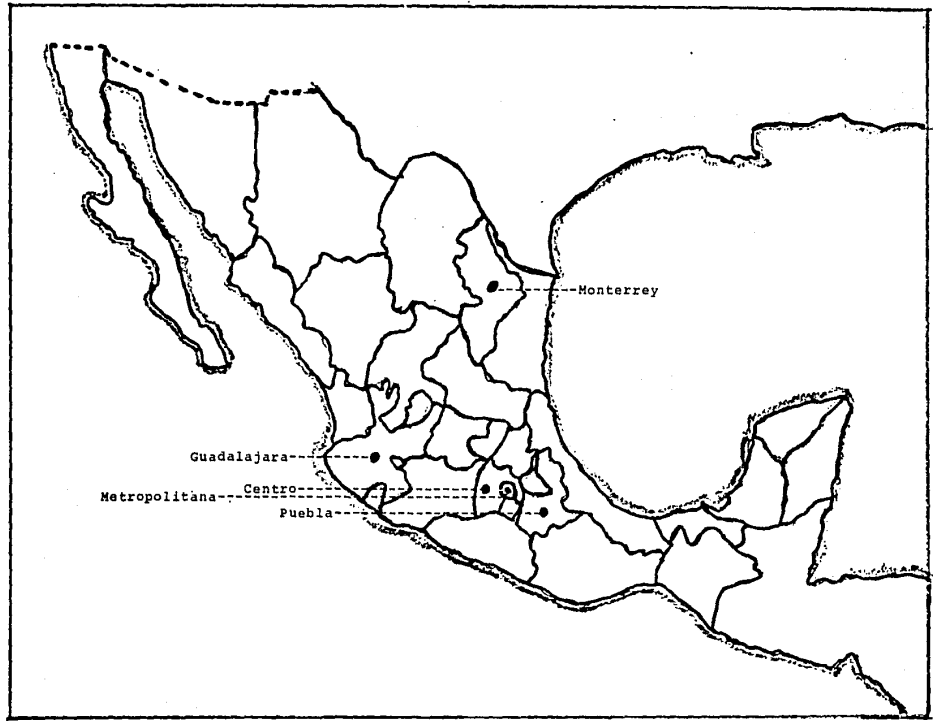 Monterrey
Guadalajara
Centro
Metropolitana
Puebla